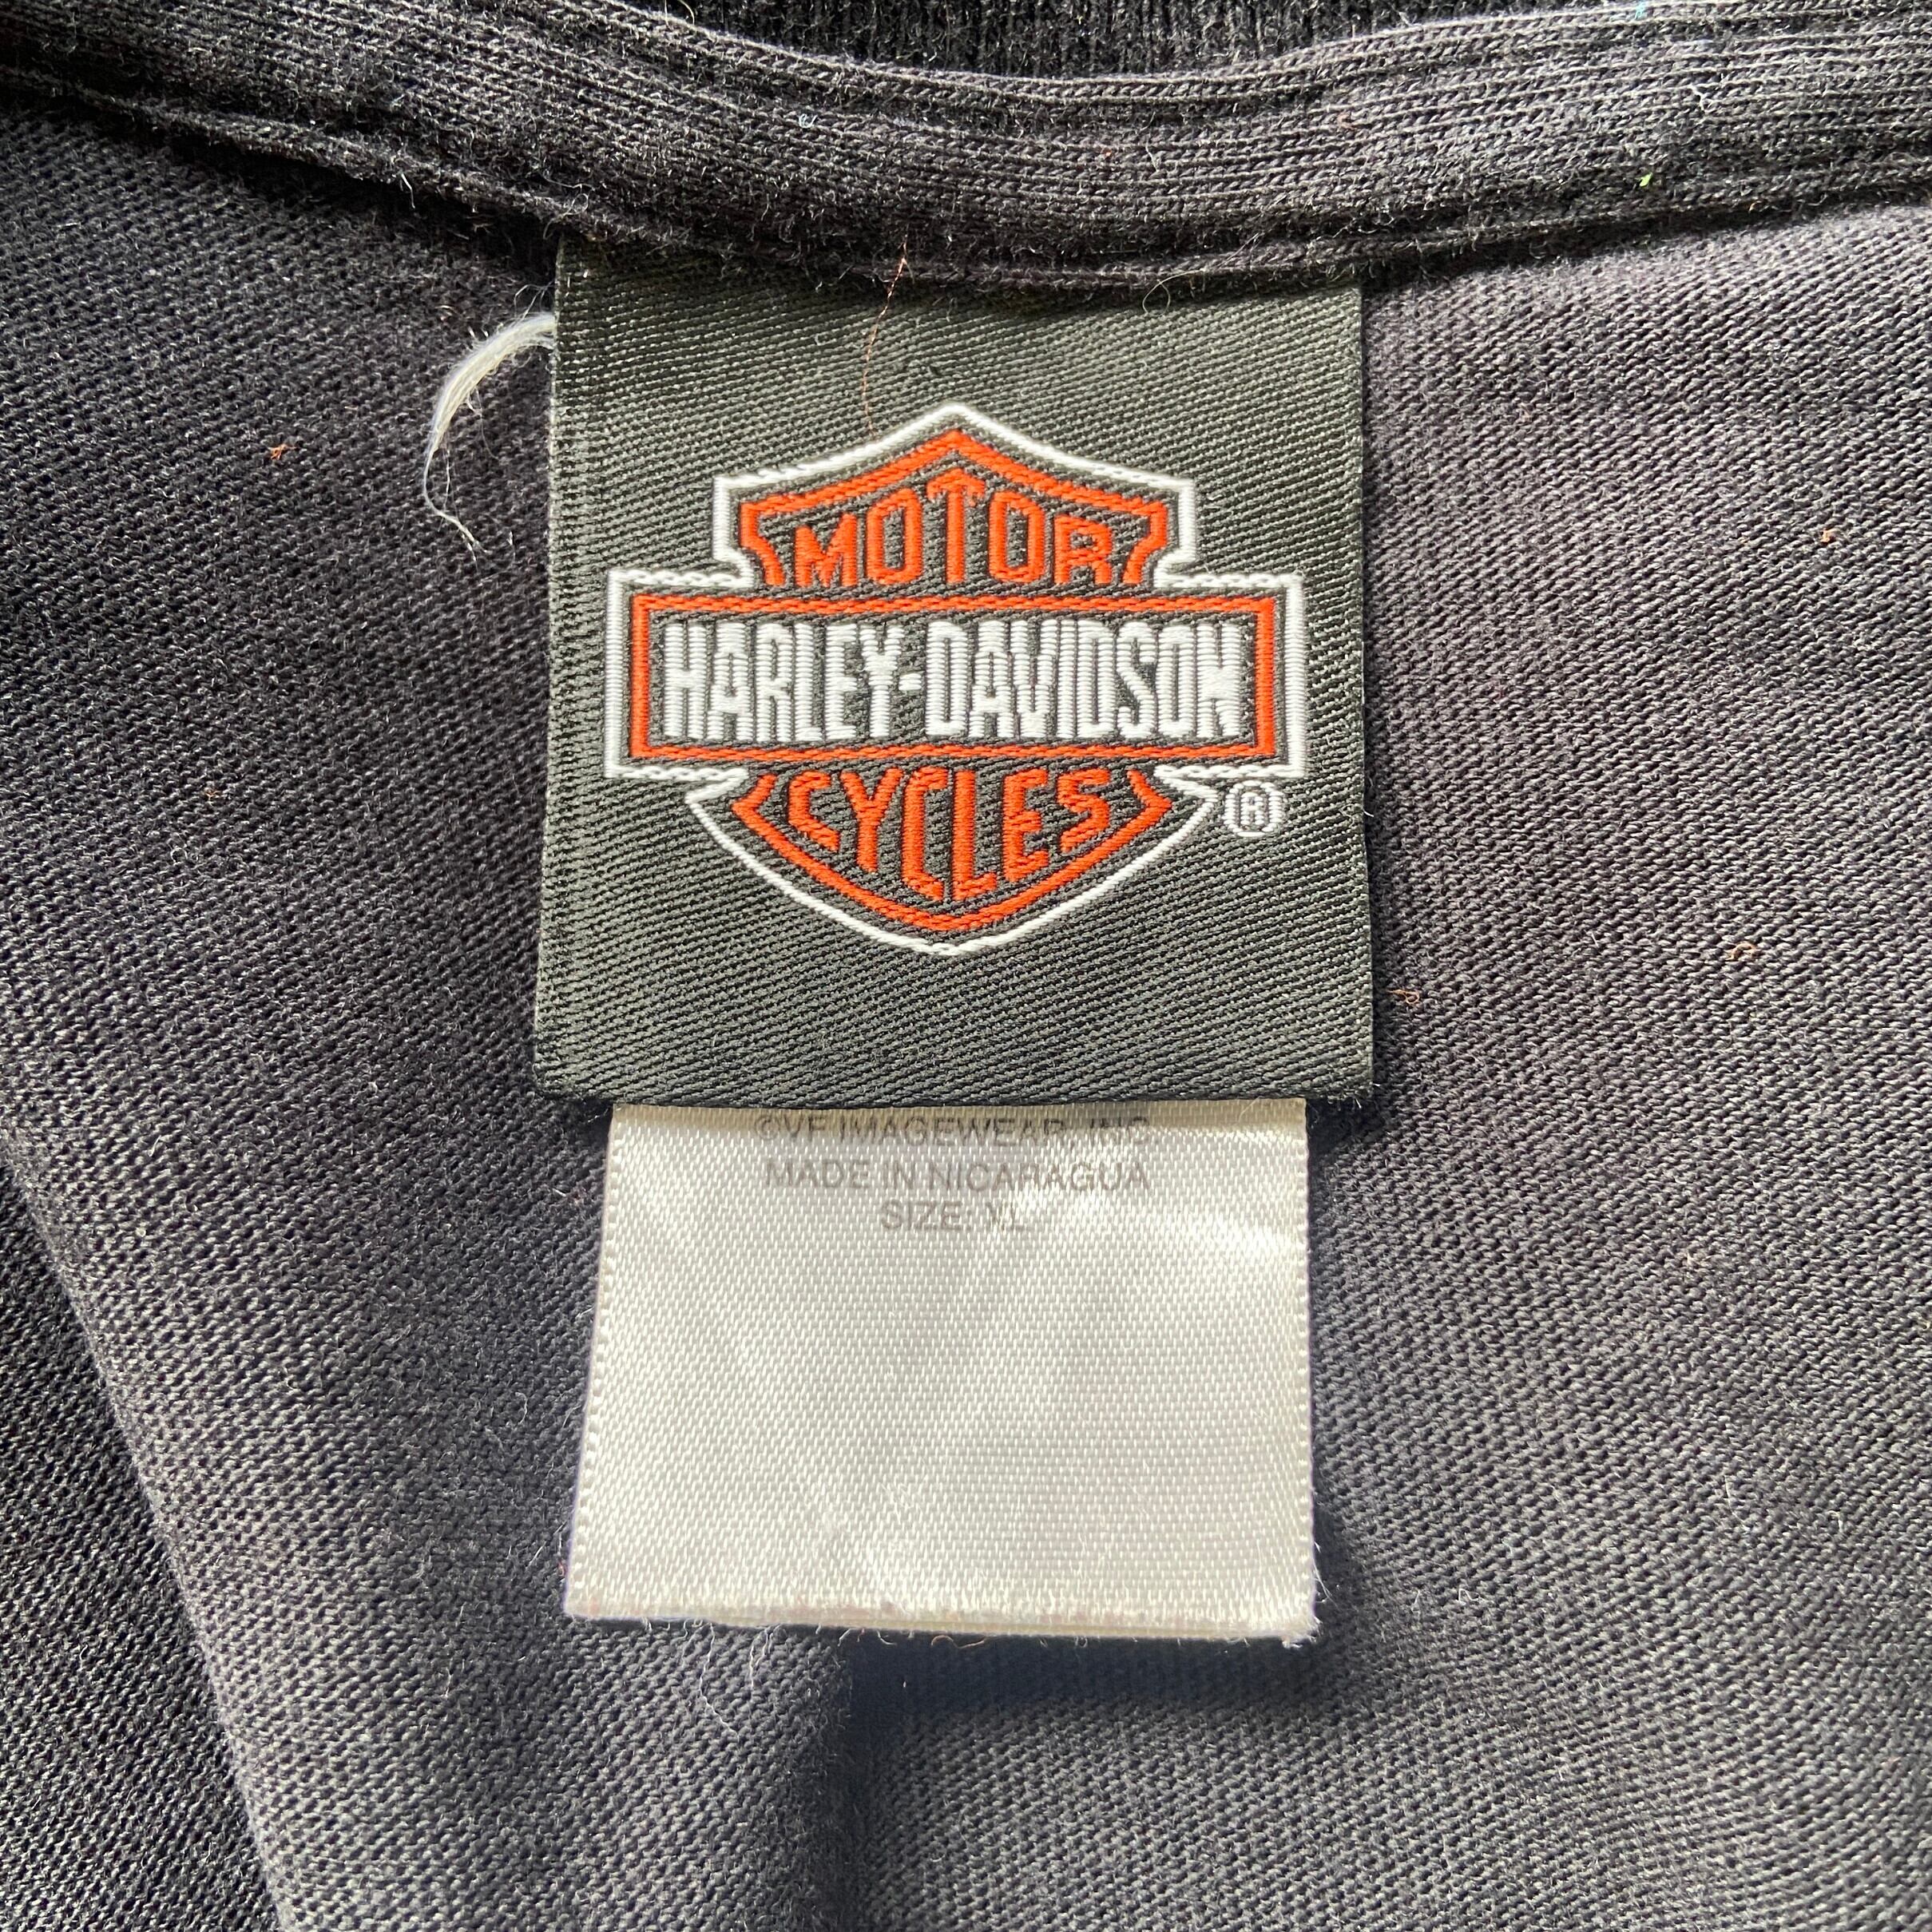 MOTOR
HARLEY-DAVIDSON
CYCLES
®
©VF IMAGEWEAR, INC
MADE IN NICARAGUA
SIZE: XL